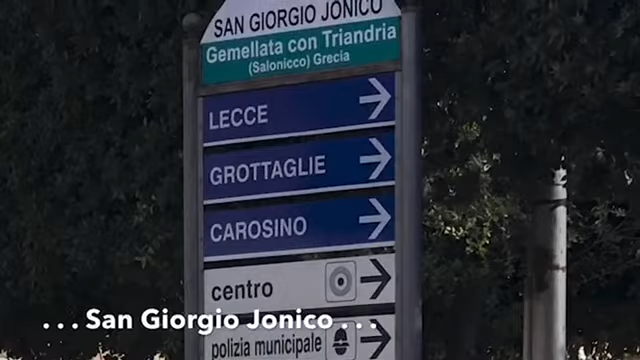 SAN GIORGIO JONICO
Gemellata con Triandria
(Salonicco) Grecia
LECCE
GROTTAGLIE
CAROSINO
centro
... San Giorgio Jonico ...
polizia municipale